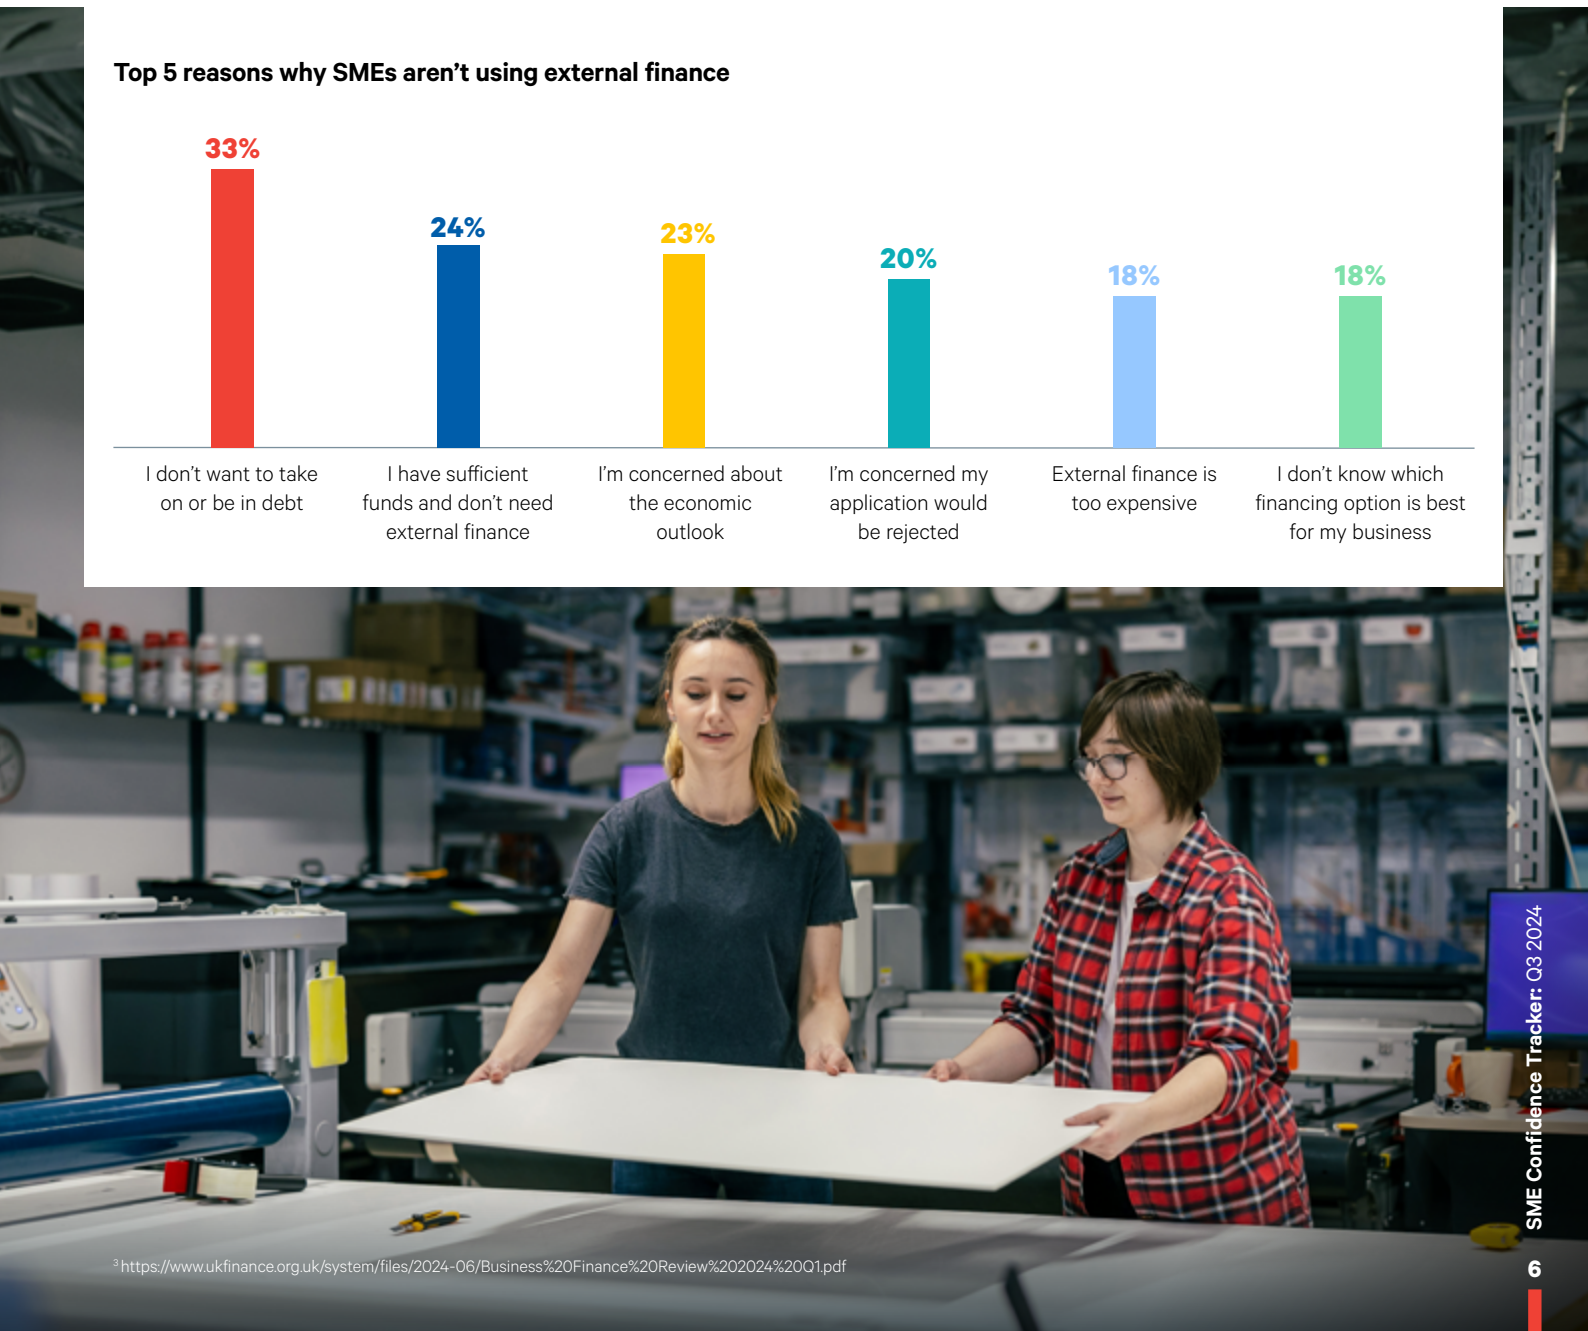 Top 5 reasons why SMEs aren’t using external finance
33%
24%
23%
20%
18%
18%
I don’t want to take
on or be in debt
I have sufficient
funds and don’t need
external finance
I’m concerned about
the economic
outlook
I’m concerned my
application would
be rejected
External finance is
too expensive
I don’t know which
financing option is best
for my business
SME Confidence Tracker: Q3 2024
6
³ https://www.ukfinance.org.uk/system/files/2024-06/Business%20Finance%20Review%202024%20Q1.pdf